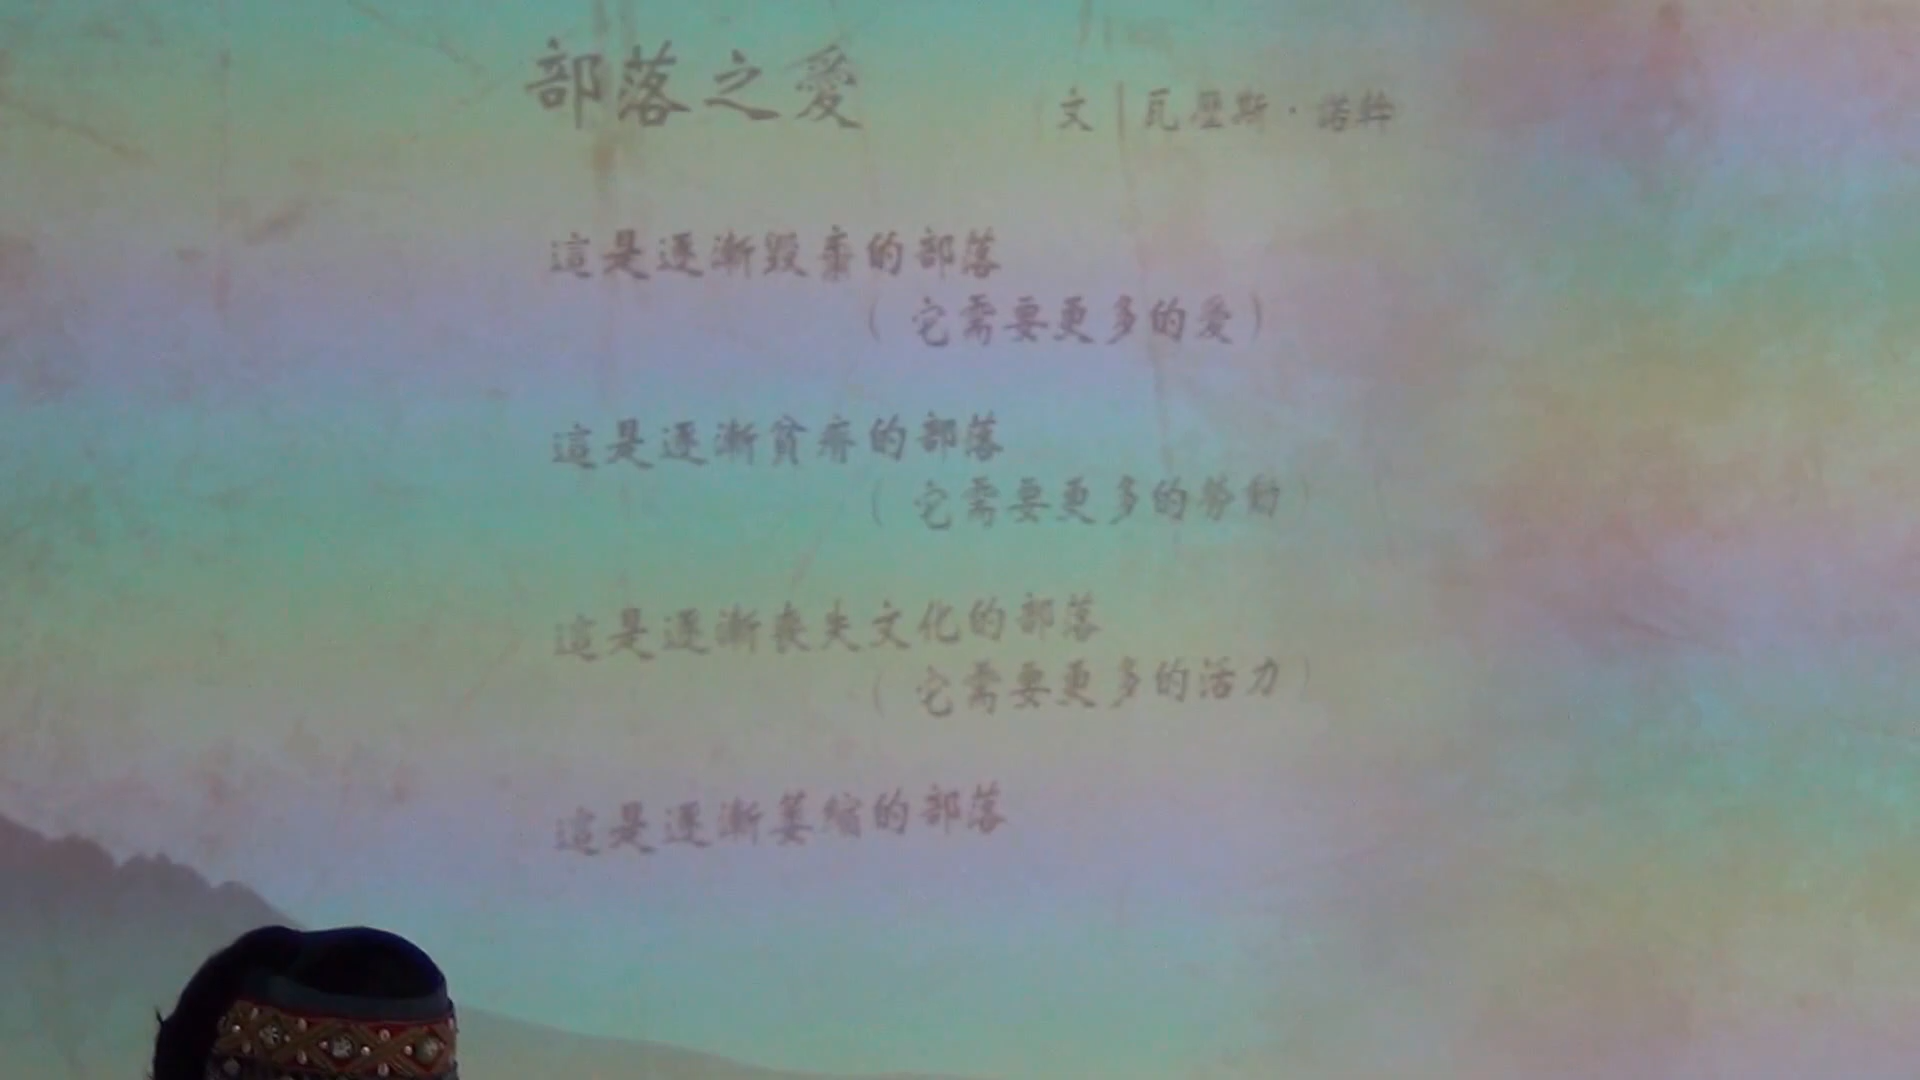 部落之愛
文｜瓦歷斯·諾幹
這是逐漸毀棄的部落
（它需要更多的愛）
這是逐漸貧瘠的部落
（它需要更多的勞動）
這是逐漸喪失文化的部落
（它需要更多的活力）
這是逐漸萎縮的部落